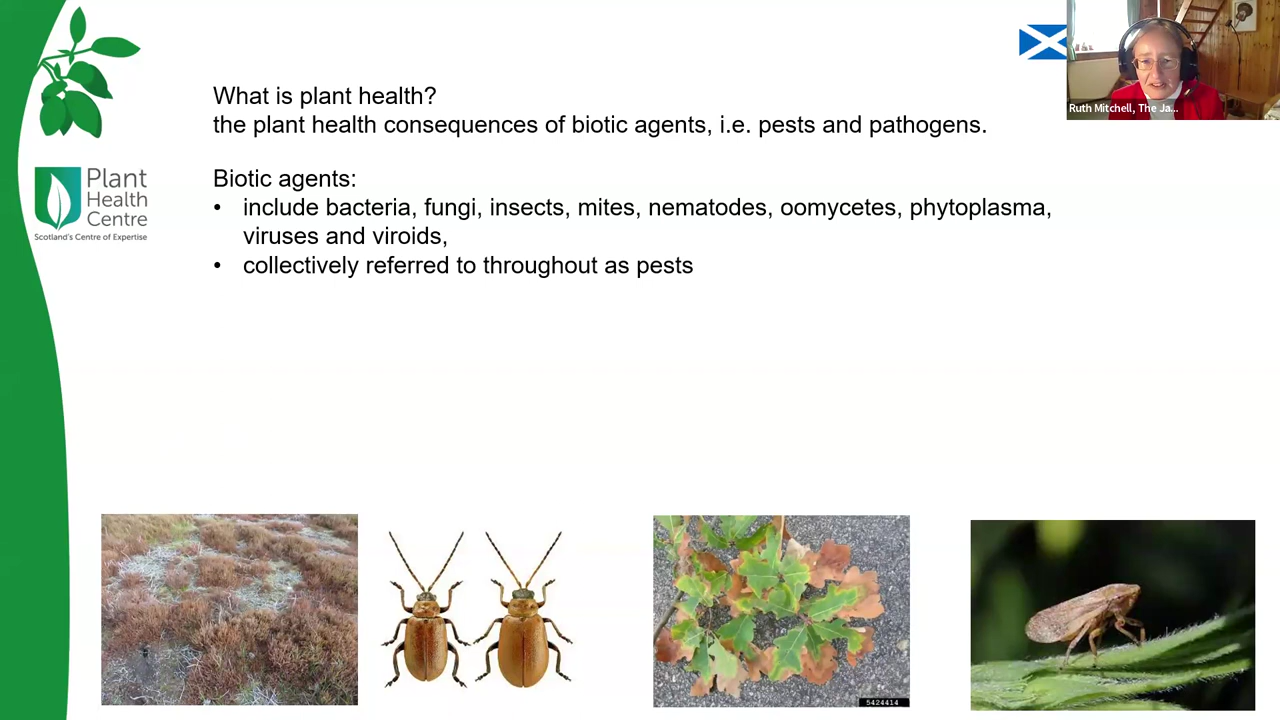 What is plant health?
the plant health consequences of biotic agents, i.e. pests and pathogens.
Biotic agents:
• include bacteria, fungi, insects, mites, nematodes, oomycetes, phytoplasma,
viruses and viroids,
• collectively referred to throughout as pests
Plant
Health
Centre
Scotland's Centre of Expertise
Ruth Mitchell, The Ja...
5424414